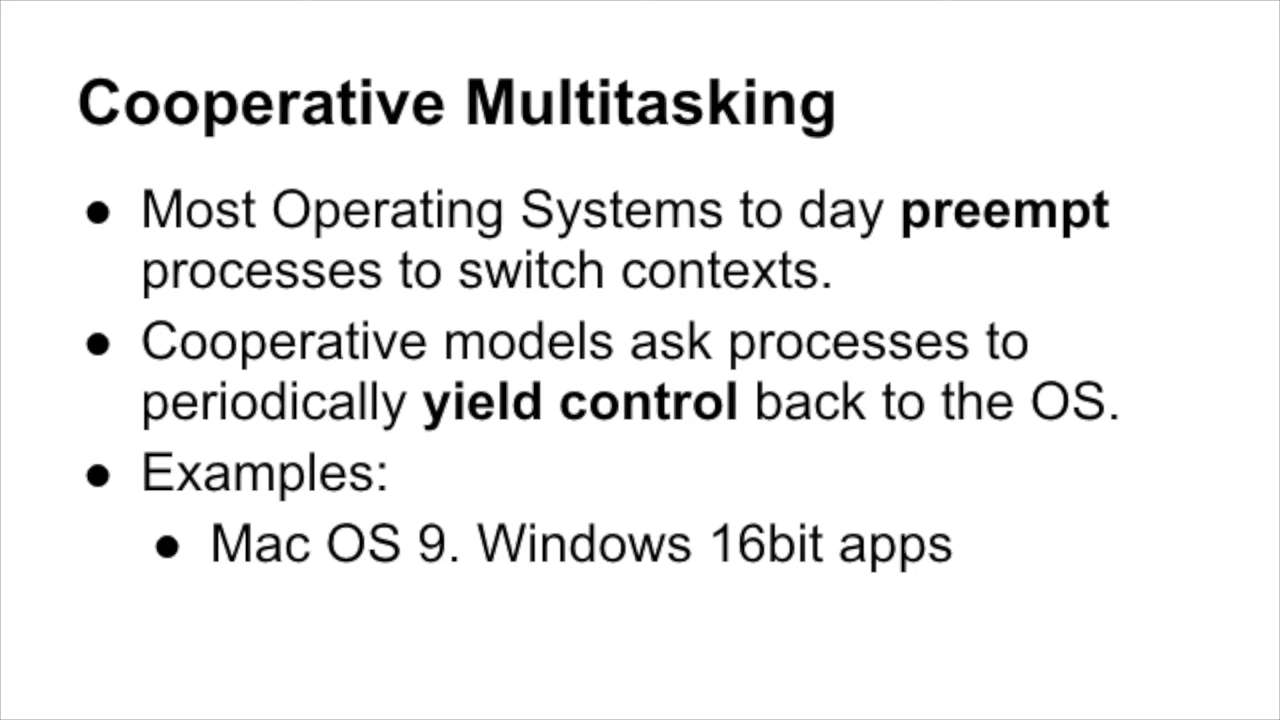 Cooperative Multitasking
● Most Operating Systems to day preempt
processes to switch contexts.
● Cooperative models ask processes to
periodically yield control back to the OS.
● Examples:
● Mac OS 9. Windows 16bit apps